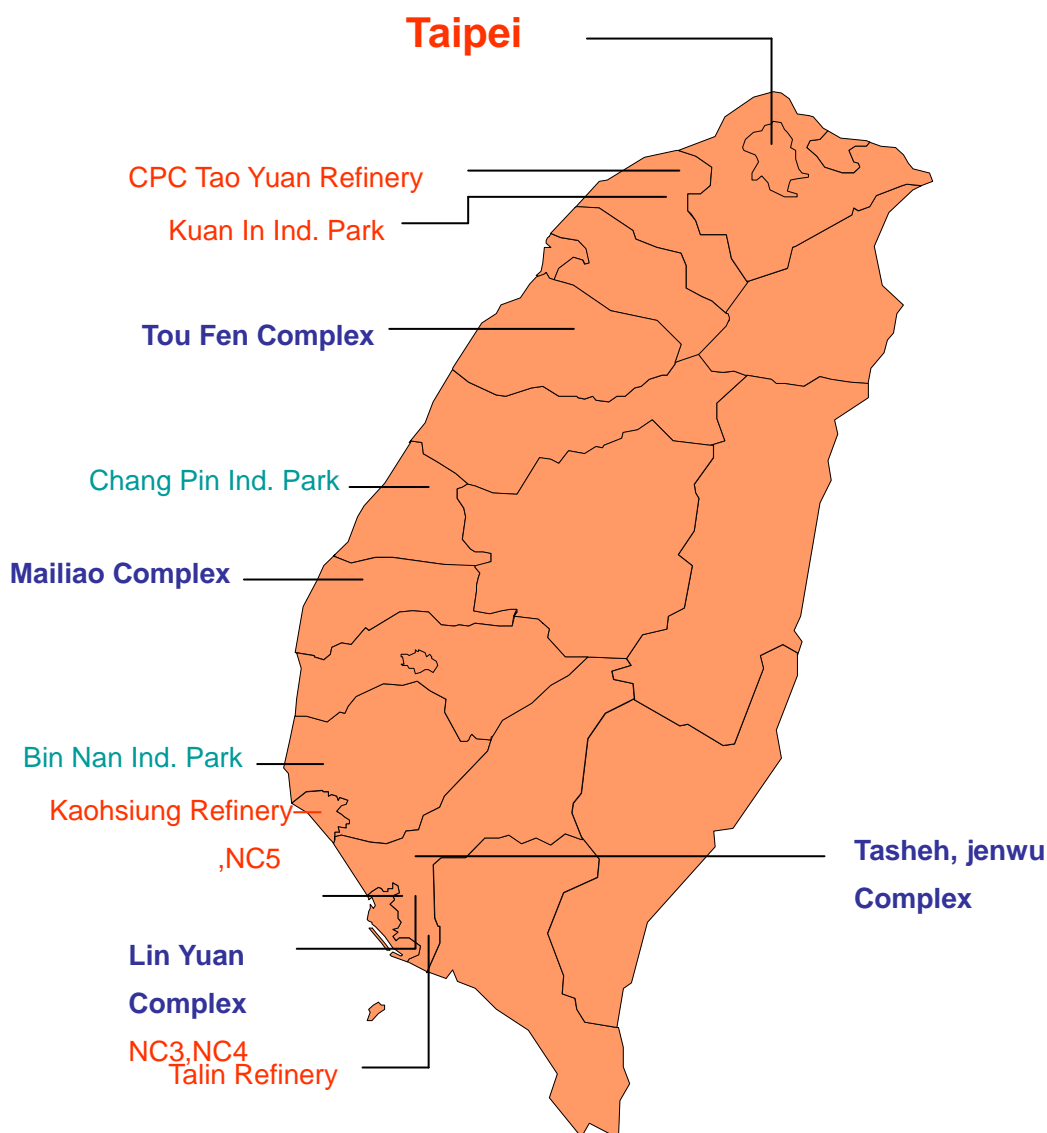 Taipei
CPC Tao Yuan Refinery
Kuan In Ind. Park
Tou Fen Complex
Chang Pin Ind. Park
Mailiao Complex
Bin Nan Ind. Park
Kaohsiung Refinery
,NC5
Tasheh, jenwu
Complex
Lin Yuan
Complex
NC3,NC4
Talin Refinery